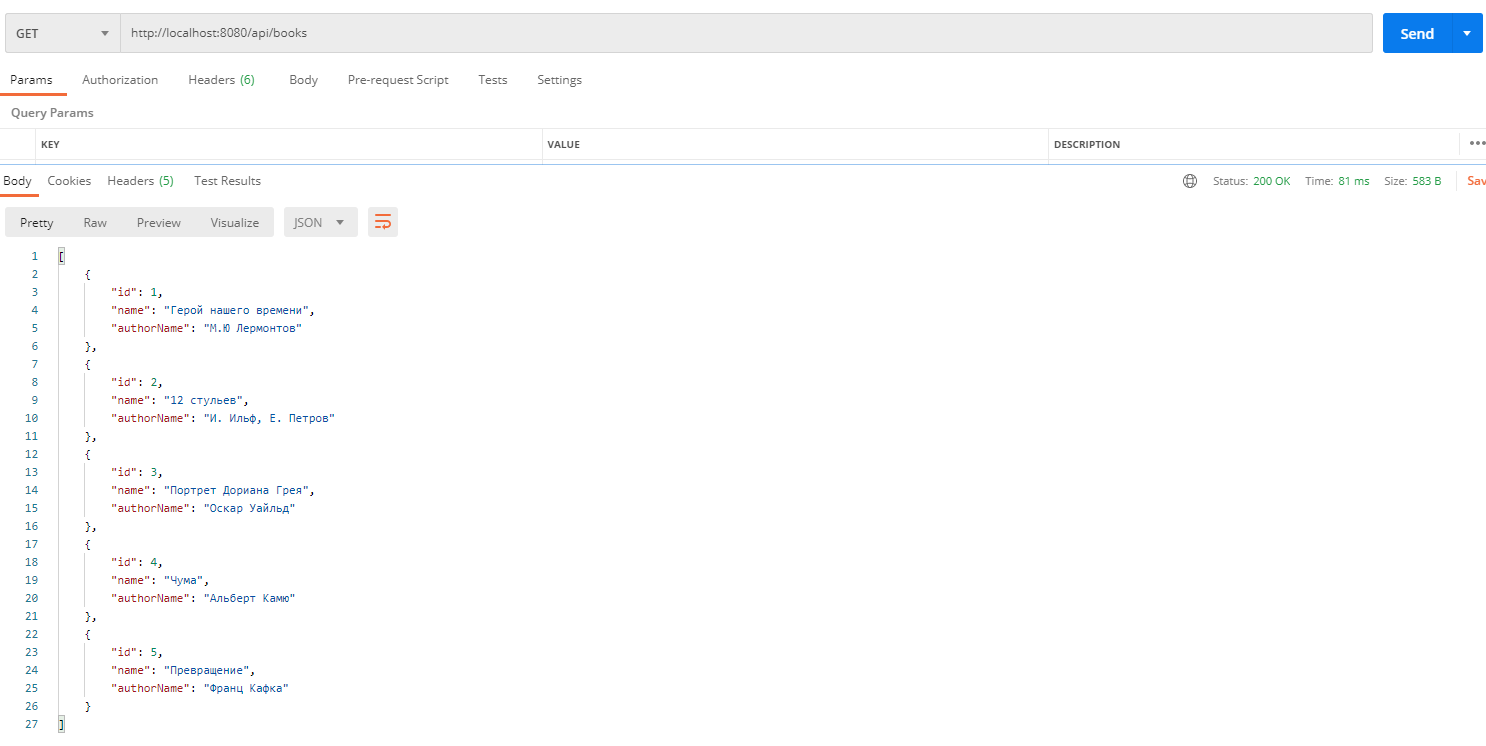 GET http://localhost:8080/api/books Send
Params Authorization Headers (6) Body Pre-request Script Tests Settings
Query Params
KEY VALUE DESCRIPTION •••
Body Cookies Headers (5) Test Results Status: 200 OK Time: 81 ms Size: 583 B Sav
Pretty Raw Preview Visualize JSON
1 [
2 {
3 "id": 1,
4 "name": "Герой нашего времени",
5 "authorName": "М.Ю Лермонтов"
6 },
7 {
8 "id": 2,
9 "name": "12 стульев",
10 "authorName": "И. Ильф, Е. Петров"
11 },
12 {
13 "id": 3,
14 "name": "Портрет Дориана Грея",
15 "authorName": "Оскар Уайльд"
16 },
17 {
18 "id": 4,
19 "name": "Чума",
20 "authorName": "Альберт Камю"
21 },
22 {
23 "id": 5,
24 "name": "Превращение",
25 "authorName": "Франц Кафка"
26 }
27 ]